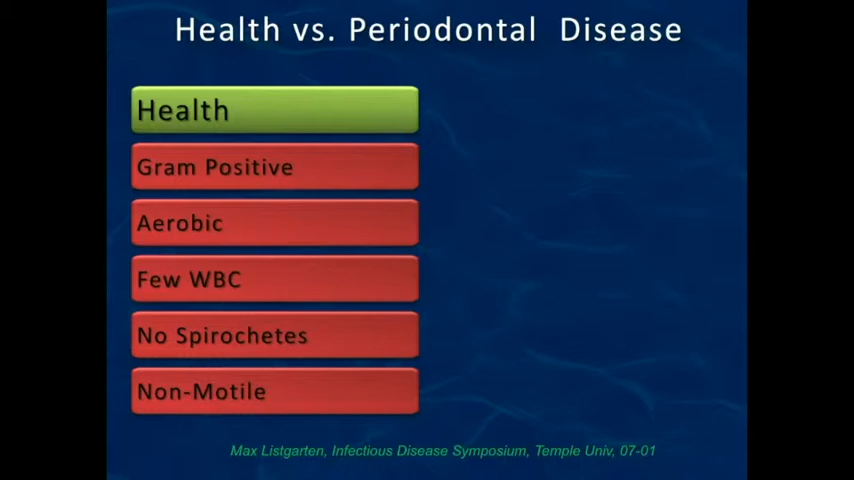 Health vs. Periodontal Disease
Health
Gram Positive
Aerobic
Few WBC
No Spirochetes
Non-Motile
Max Listgarten, Infectious Disease Symposium, Temple Univ, 07-01